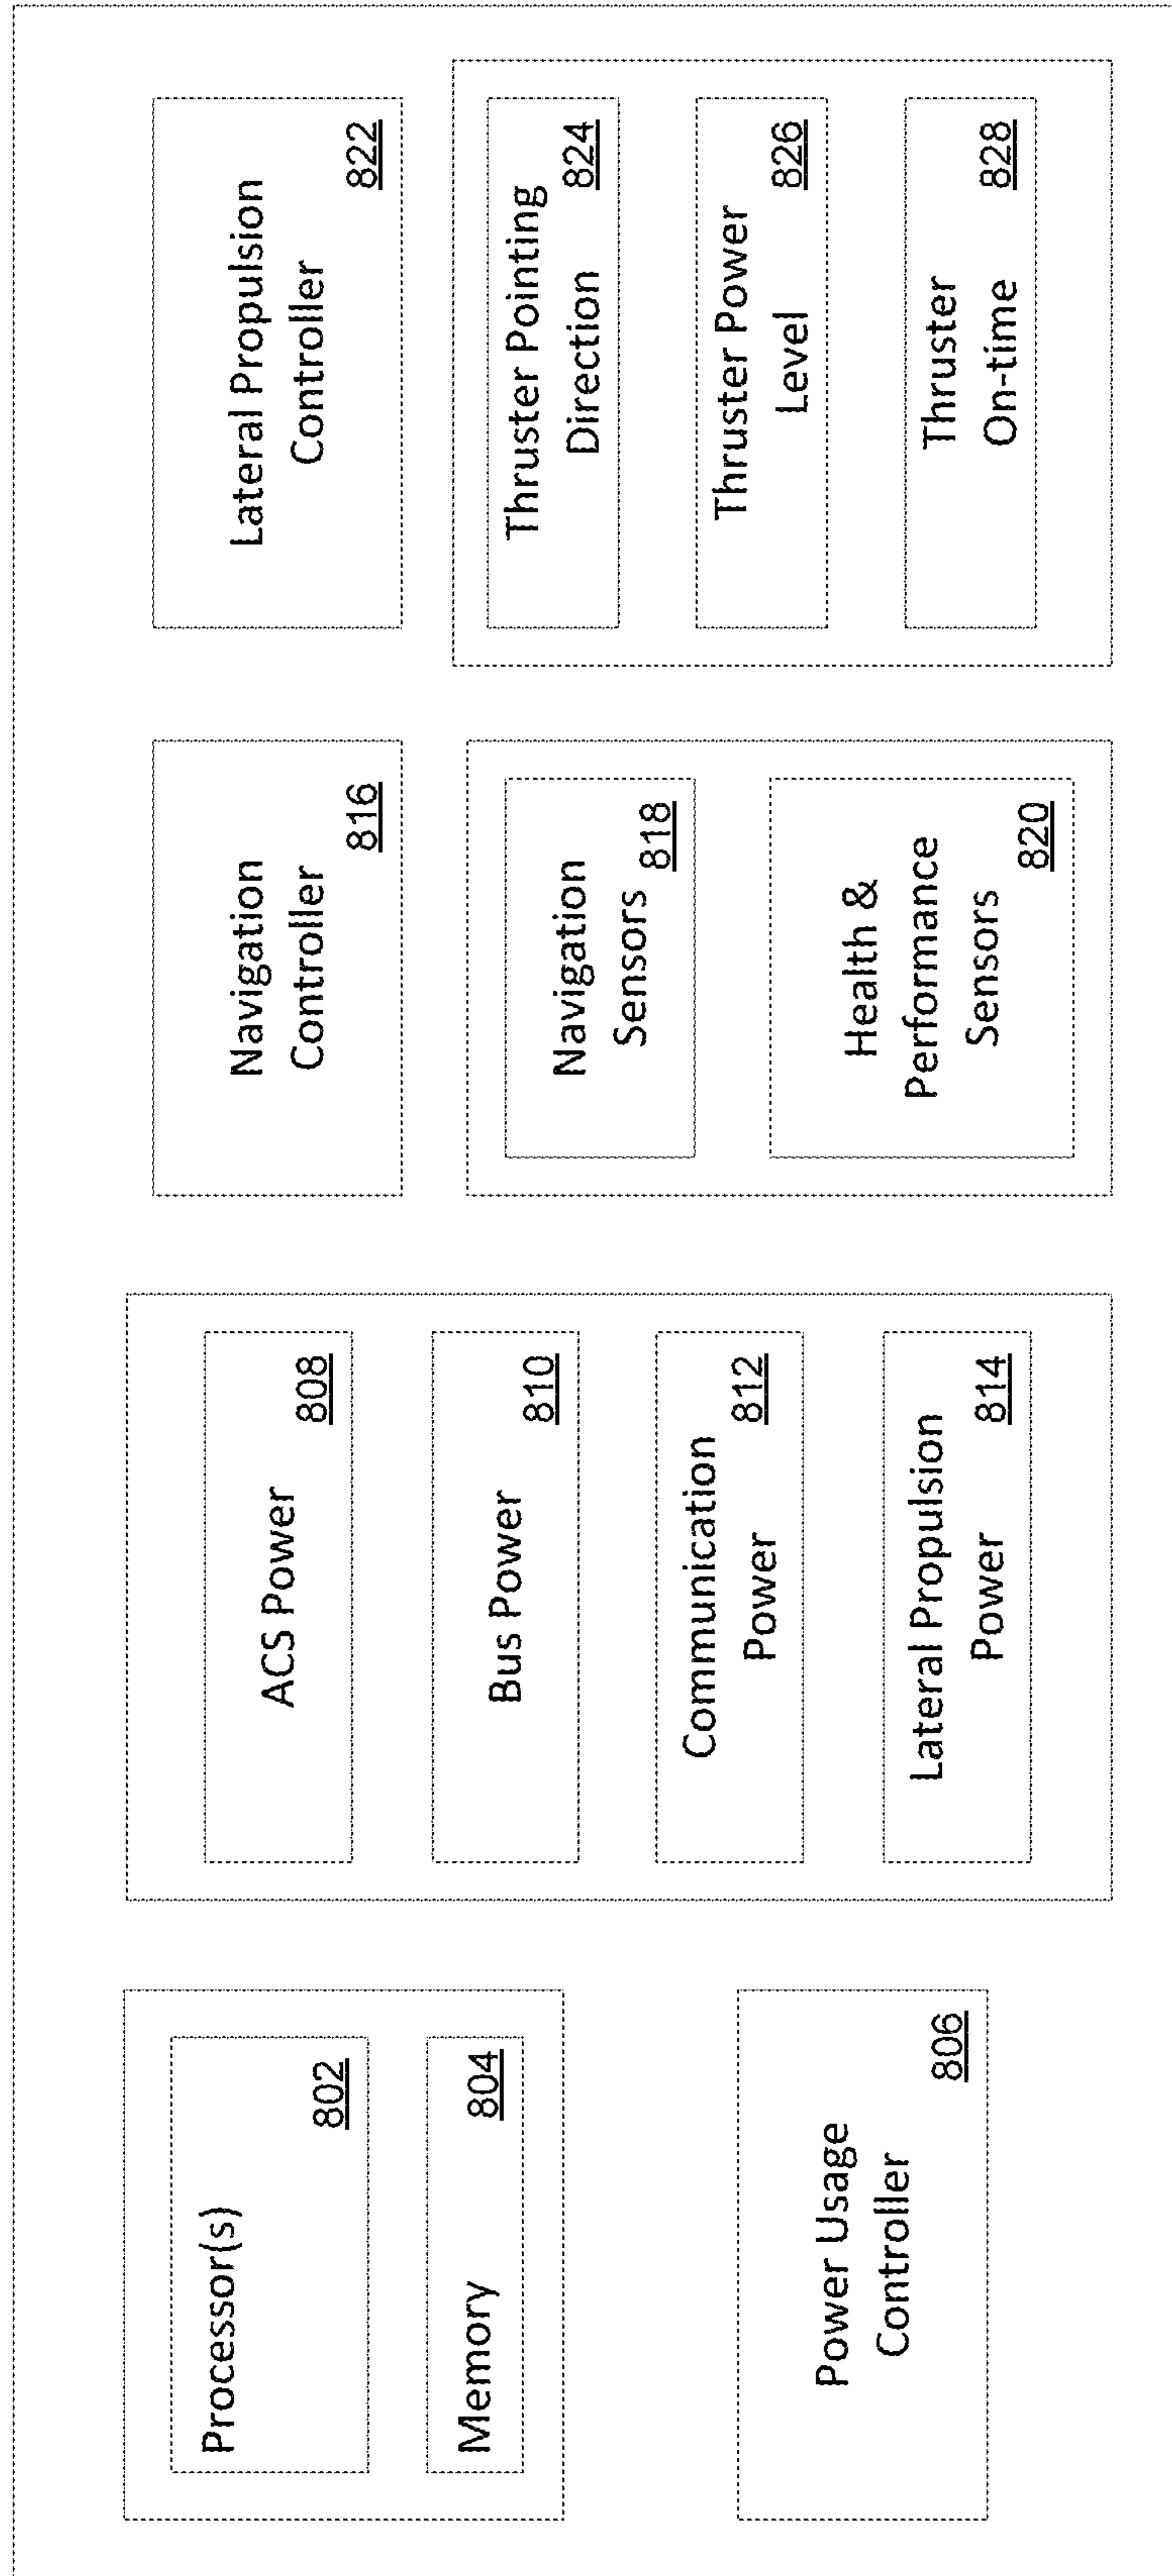 Processor(s)
802
Memory
804
Power Usage
Controller
806
ACS Power
808
Bus Power
810
Communication
Power
812
Lateral Propulsion
Power
814
Navigation
Controller
816
Navigation
Sensors
818
Health &
Performance
Sensors
820
Lateral Propulsion
Controller
822
Thruster Pointing
Direction
824
Thruster Power
Level
826
Thruster
On-time
828